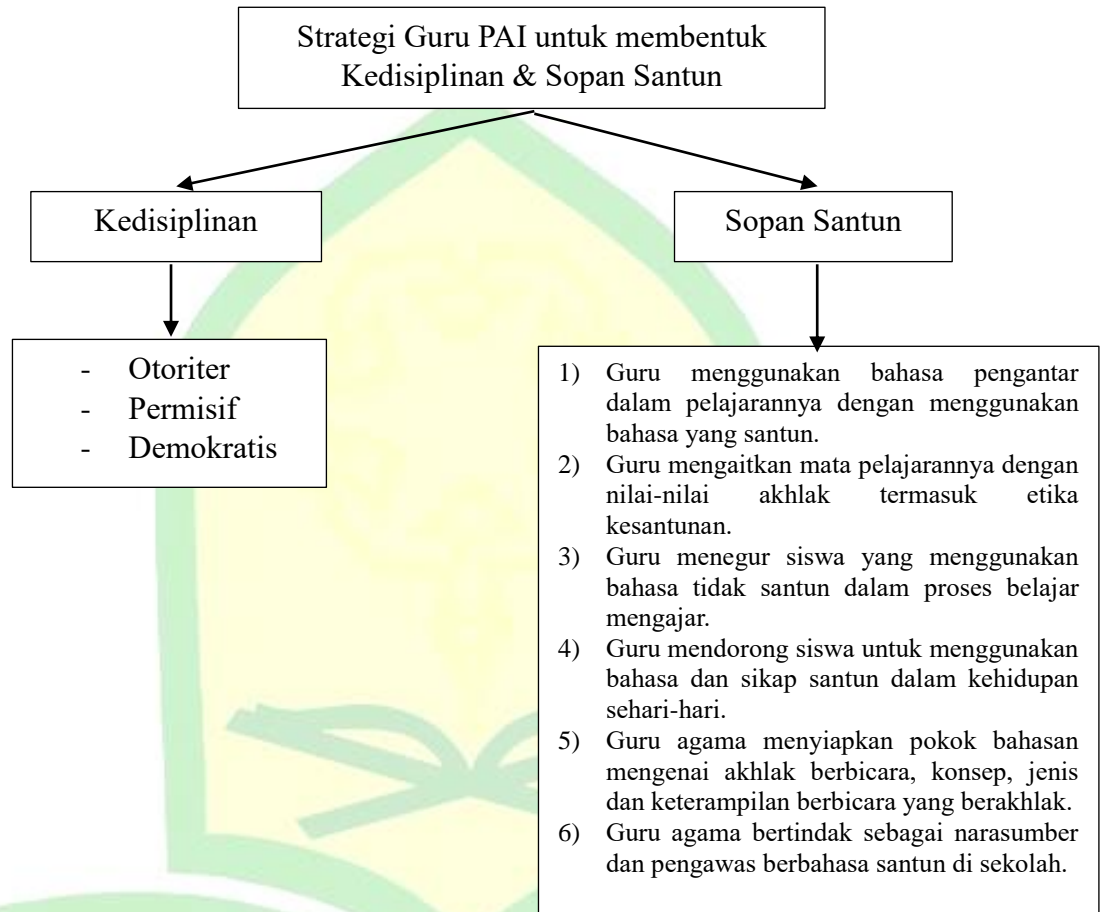 Strategi Guru PAI untuk membentuk
Kedisiplinan & Sopan Santun
Kedisiplinan
Sopan Santun
- Otoriter
- Permisif
- Demokratis
1) Guru menggunakan bahasa pengantar
dalam pelajarannya dengan menggunakan
bahasa yang santun.
2) Guru mengaitkan mata pelajarannya dengan
nilai-nilai akhlak termasuk etika
kesantunan.
3) Guru menegur siswa yang menggunakan
bahasa tidak santun dalam proses belajar
mengajar.
4) Guru mendorong siswa untuk menggunakan
bahasa dan sikap santun dalam kehidupan
sehari-hari.
5) Guru agama menyiapkan pokok bahasan
mengenai akhlak berbicara, konsep, jenis
dan keterampilan berbicara yang berakhlak.
6) Guru agama bertindak sebagai narasumber
dan pengawas berbahasa santun di sekolah.